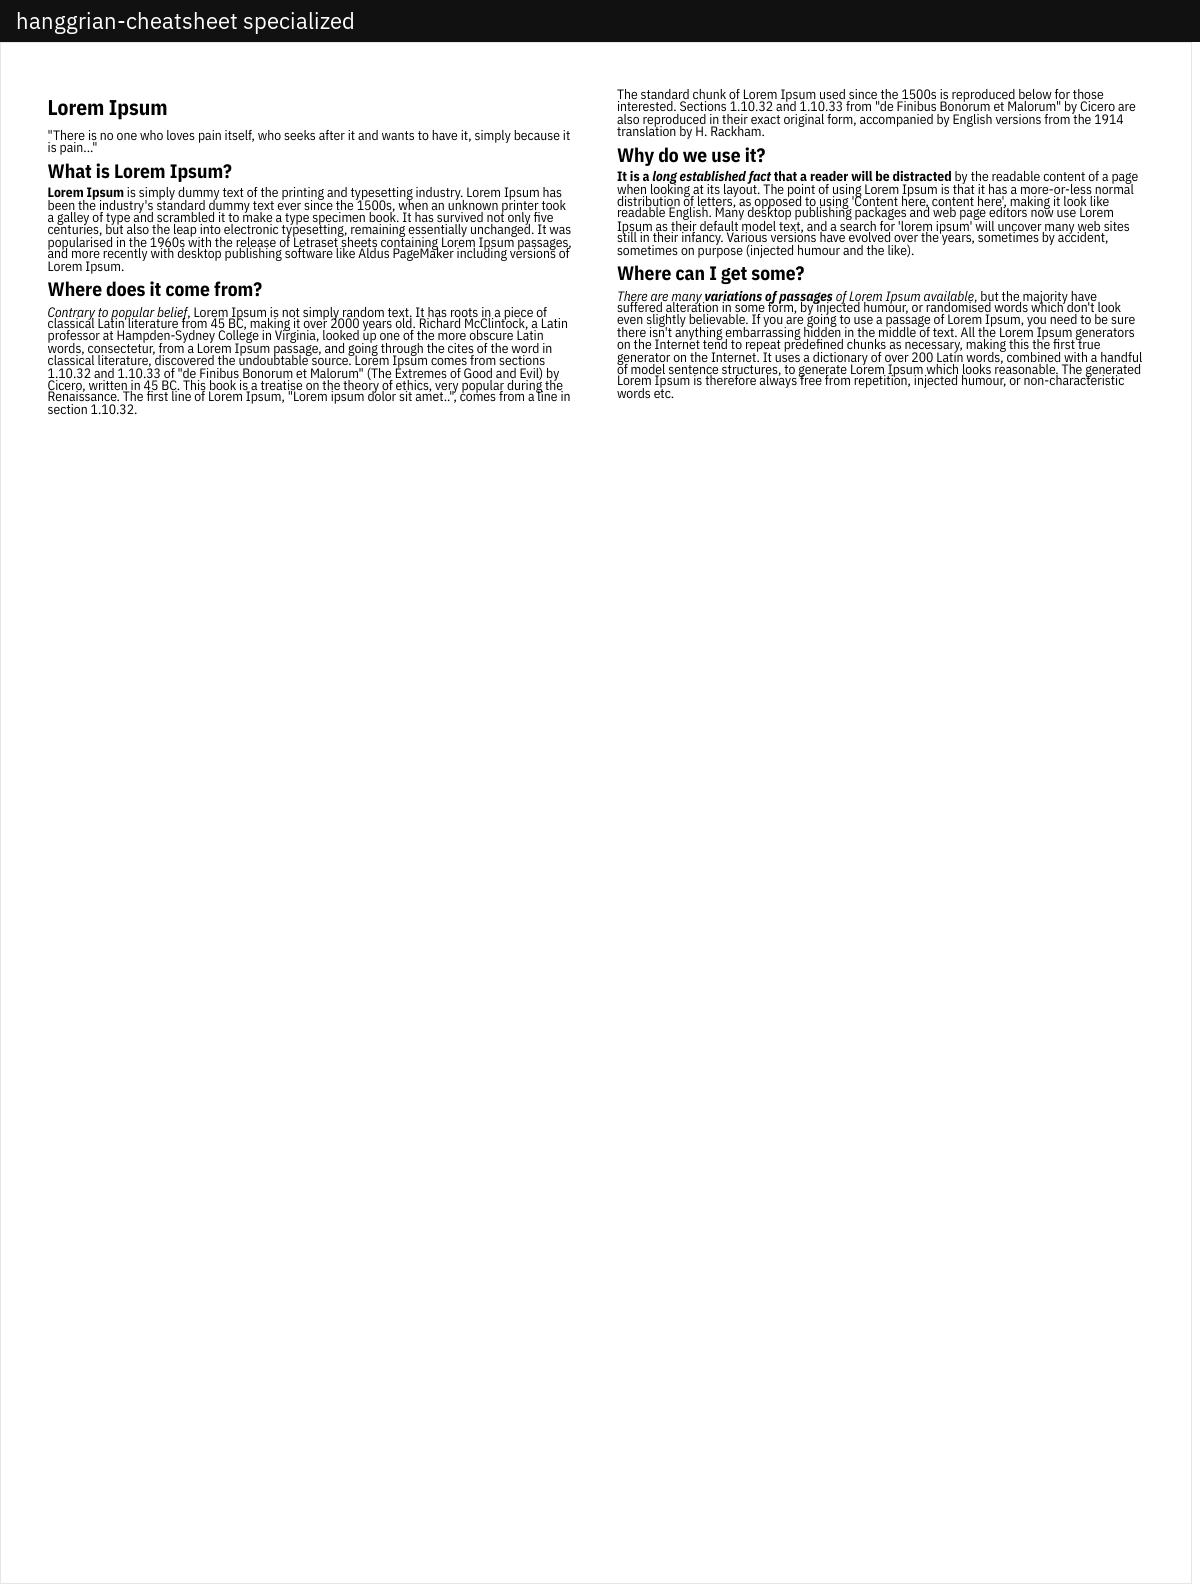 hanggrian-cheatsheet specialized
Lorem Ipsum
"There is no one who loves pain itself, who seeks after it and wants to have it, simply because it
is pain..."
What is Lorem Ipsum?
Lorem Ipsum is simply dummy text of the printing and typesetting industry. Lorem Ipsum has
been the industry's standard dummy text ever since the 1500s, when an unknown printer took
a galley of type and scrambled it to make a type specimen book. It has survived not only five
centuries, but also the leap into electronic typesetting, remaining essentially unchanged. It was
popularised in the 1960s with the release of Letraset sheets containing Lorem Ipsum passages,
and more recently with desktop publishing software like Aldus PageMaker including versions of
Lorem Ipsum.
Where does it come from?
Contrary to popular belief, Lorem Ipsum is not simply random text. It has roots in a piece of
classical Latin literature from 45 BC, making it over 2000 years old. Richard McClintock, a Latin
professor at Hampden-Sydney College in Virginia, looked up one of the more obscure Latin
words, consectetur, from a Lorem Ipsum passage, and going through the cites of the word in
classical literature, discovered the undoubtable source. Lorem Ipsum comes from sections
1.10.32 and 1.10.33 of "de Finibus Bonorum et Malorum" (The Extremes of Good and Evil) by
Cicero, written in 45 BC. This book is a treatise on the theory of ethics, very popular during the
Renaissance. The first line of Lorem Ipsum, "Lorem ipsum dolor sit amet..", comes from a line in
section 1.10.32.
The standard chunk of Lorem Ipsum used since the 1500s is reproduced below for those
interested. Sections 1.10.32 and 1.10.33 from "de Finibus Bonorum et Malorum" by Cicero are
also reproduced in their exact original form, accompanied by English versions from the 1914
translation by H. Rackham.
Why do we use it?
It is a long established fact that a reader will be distracted by the readable content of a page
when looking at its layout. The point of using Lorem Ipsum is that it has a more-or-less normal
distribution of letters, as opposed to using 'Content here, content here', making it look like
readable English. Many desktop publishing packages and web page editors now use Lorem
Ipsum as their default model text, and a search for 'lorem ipsum' will uncover many web sites
still in their infancy. Various versions have evolved over the years, sometimes by accident,
sometimes on purpose (injected humour and the like).
Where can I get some?
There are many variations of passages of Lorem Ipsum available, but the majority have
suffered alteration in some form, by injected humour, or randomised words which don't look
even slightly believable. If you are going to use a passage of Lorem Ipsum, you need to be sure
there isn't anything embarrassing hidden in the middle of text. All the Lorem Ipsum generators
on the Internet tend to repeat predefined chunks as necessary, making this the first true
generator on the Internet. It uses a dictionary of over 200 Latin words, combined with a handful
of model sentence structures, to generate Lorem Ipsum which looks reasonable. The generated
Lorem Ipsum is therefore always free from repetition, injected humour, or non-characteristic
words etc.